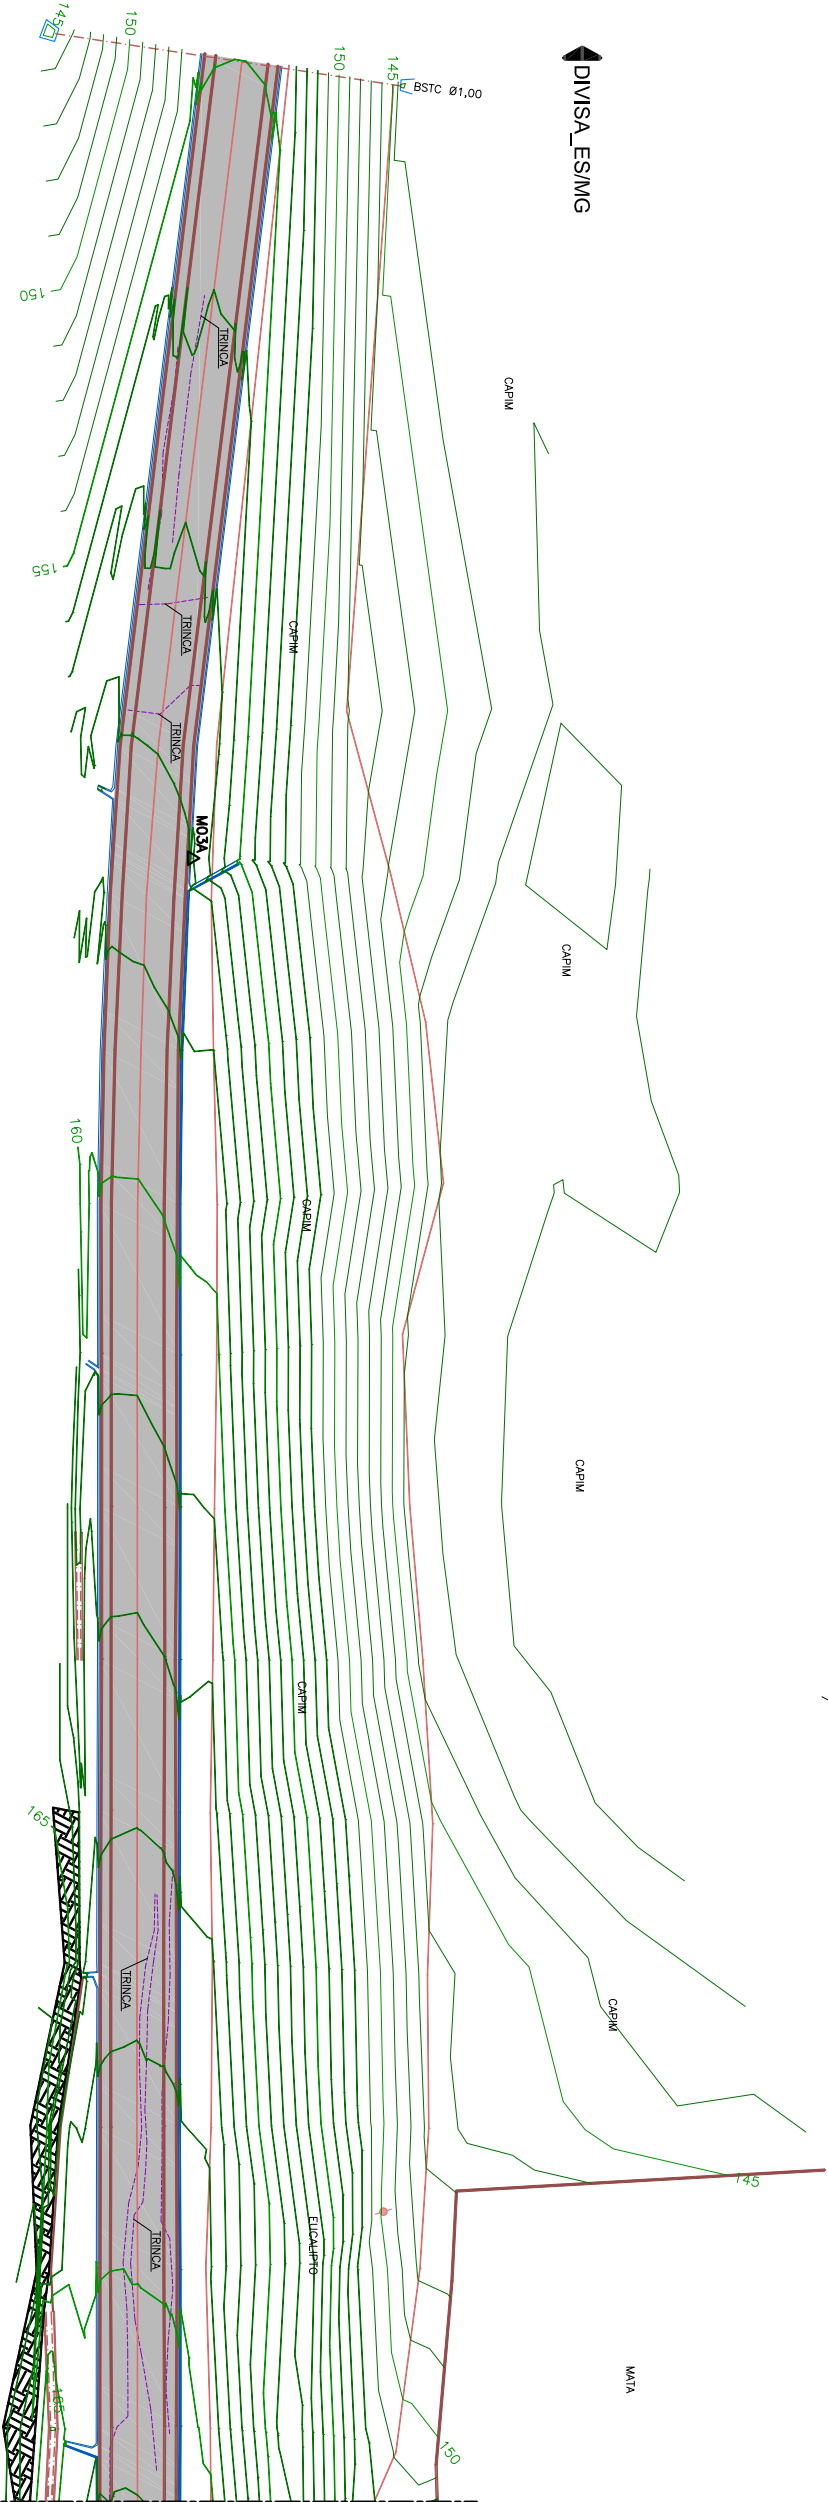 145
150
150
145
BSTC Ø1,00
DIVISA_ES/MG
150
TRINCA
CAPIM
155
TRINCA
CAPIM
TRINCA
M03A
CAPIM
160
CAPIM
CAPIM
CAPIM
165
TRINCA
CAPIM
145
TRINCA
EUCALIPTO
MATA
165
150